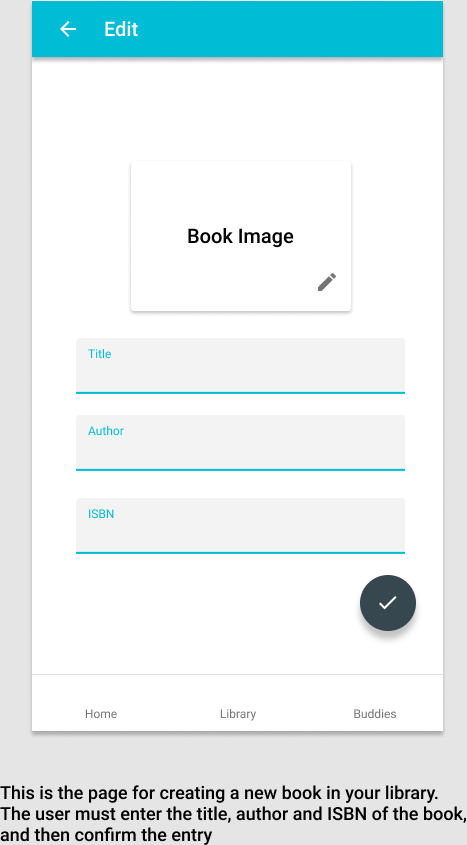 Edit
Book Image
Title
Author
ISBN
Home Library Buddies
This is the page for creating a new book in your library.
The user must enter the title, author and ISBN of the book,
and then confirm the entry